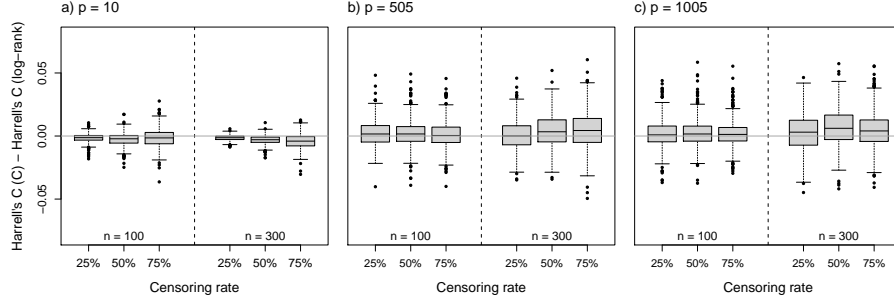 a) p = 10
b) p = 505
c) p = 1005
Harrell's C (C) − Harrell's C (log−rank)
0.05
0.00
−0.05
n = 100
n = 300
n = 100
n = 300
n = 100
n = 300
25% 50% 75% 25% 50% 75%
25% 50% 75% 25% 50% 75%
25% 50% 75% 25% 50% 75%
Censoring rate
Censoring rate
Censoring rate